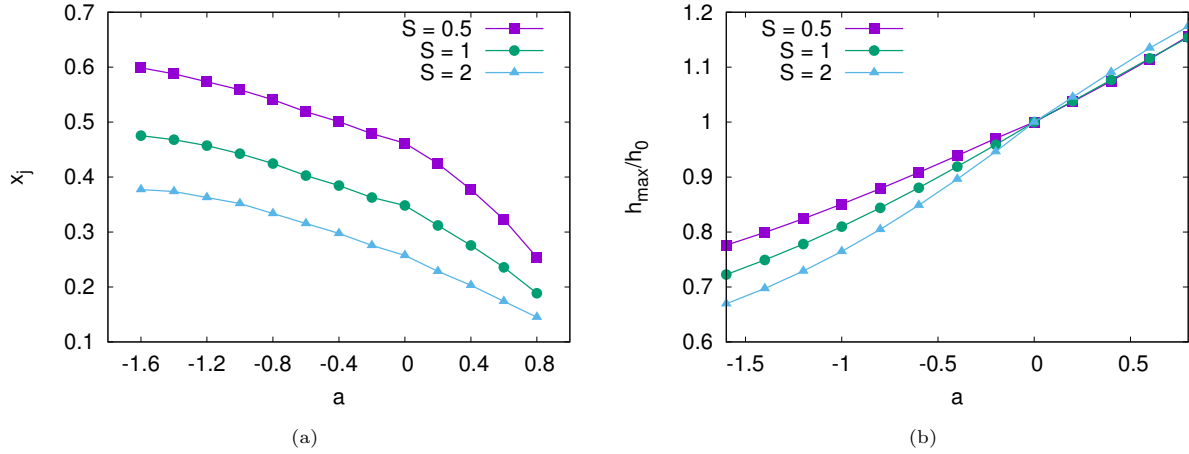 0.7
0.6
0.5
0.4
0.3
0.2
0.1
x_j
S = 0.5
S = 1
S = 2
-1.6 -1.2 -0.8 -0.4 0 0.4 0.8
a
(a)
1.2
1.1
1
0.9
0.8
0.7
0.6
h_max/h_0
S = 0.5
S = 1
S = 2
-1.5 -1 -0.5 0 0.5
a
(b)